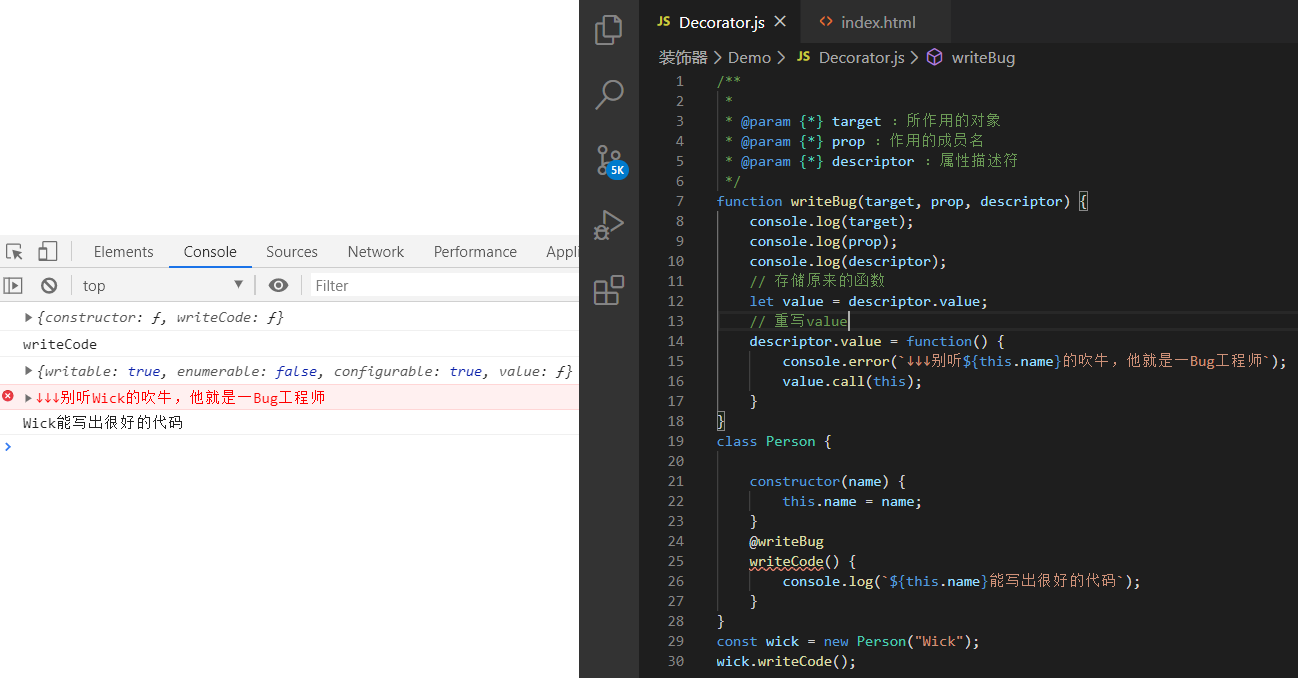 Elements Console Sources Network Performance Appli
top Filter
{constructor: ƒ, writeCode: ƒ}
writeCode
{writable: true, enumerable: false, configurable: true, value: ƒ}
↓↓↓别听Wick的吹牛，他就是一Bug工程师
Wick能写出很好的代码
5K
JS Decorator.js index.html
装饰器 > Demo > JS Decorator.js > writeBug
1 /**
2 *
3 * @param {*} target : 所作用的对象
4 * @param {*} prop : 作用的成员名
5 * @param {*} descriptor : 属性描述符
6 */
7 function writeBug(target, prop, descriptor) {
8 console.log(target);
9 console.log(prop);
10 console.log(descriptor);
11 // 存储原来的函数
12 let value = descriptor.value;
13 // 重写value
14 descriptor.value = function() {
15 console.error(`↓↓↓别听${this.name}的吹牛，他就是一Bug工程师`);
16 value.call(this);
17 }
18 }
19 class Person {
20
21 constructor(name) {
22 this.name = name;
23 }
24 @writeBug
25 writeCode() {
26 console.log(`${this.name}能写出很好的代码`);
27 }
28 }
29 const wick = new Person("Wick");
30 wick.writeCode();